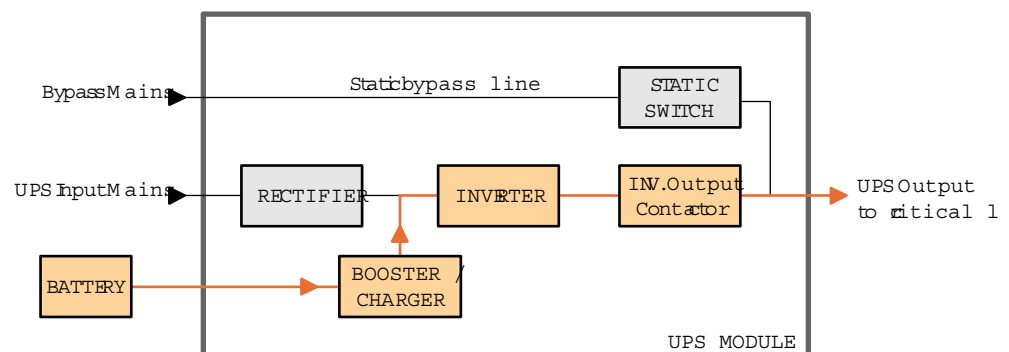 Static bypass line
STATIC
SWITCH
Bypass Mains
UPS Input Mains
RECTIFIER
INVERTER
INV. Output
Contactor
UPS Output
to critical l
BATTERY
BOOSTER /
CHARGER
UPS MODULE